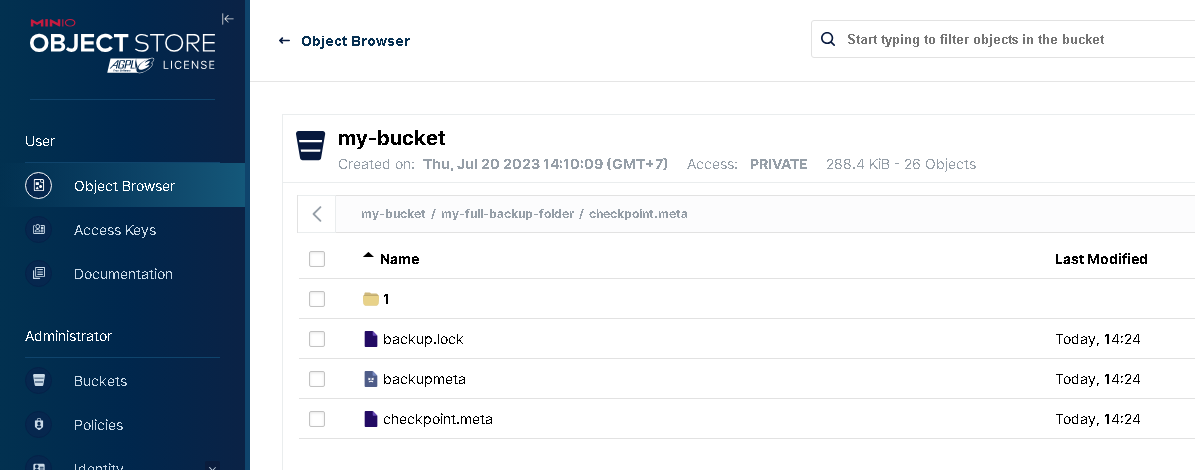 MINIO
OBJECT STORE
AGPLv3 LICENSE
User
Object Browser
Access Keys
Documentation
Administrator
Buckets
Policies
Identity
← Object Browser
Start typing to filter objects in the bucket
my-bucket
Created on: Thu, Jul 20 2023 14:10:09 (GMT+7) Access: PRIVATE 288.4 KiB - 26 Objects
my-bucket / my-full-backup-folder / checkpoint.meta
Name Last Modified
1
backup.lock Today, 14:24
backupmeta Today, 14:24
checkpoint.meta Today, 14:24